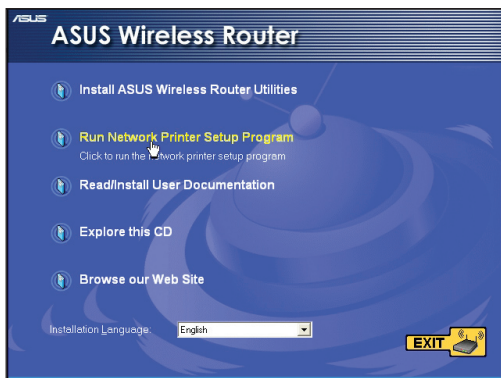 ASUS
ASUS Wireless Router
Install ASUS Wireless Router Utilities
Run Network Printer Setup Program
Click to run the network printer setup program
Read/Install User Documentation
Explore this CD
Browse our Web Site
Installation Language: English
EXIT